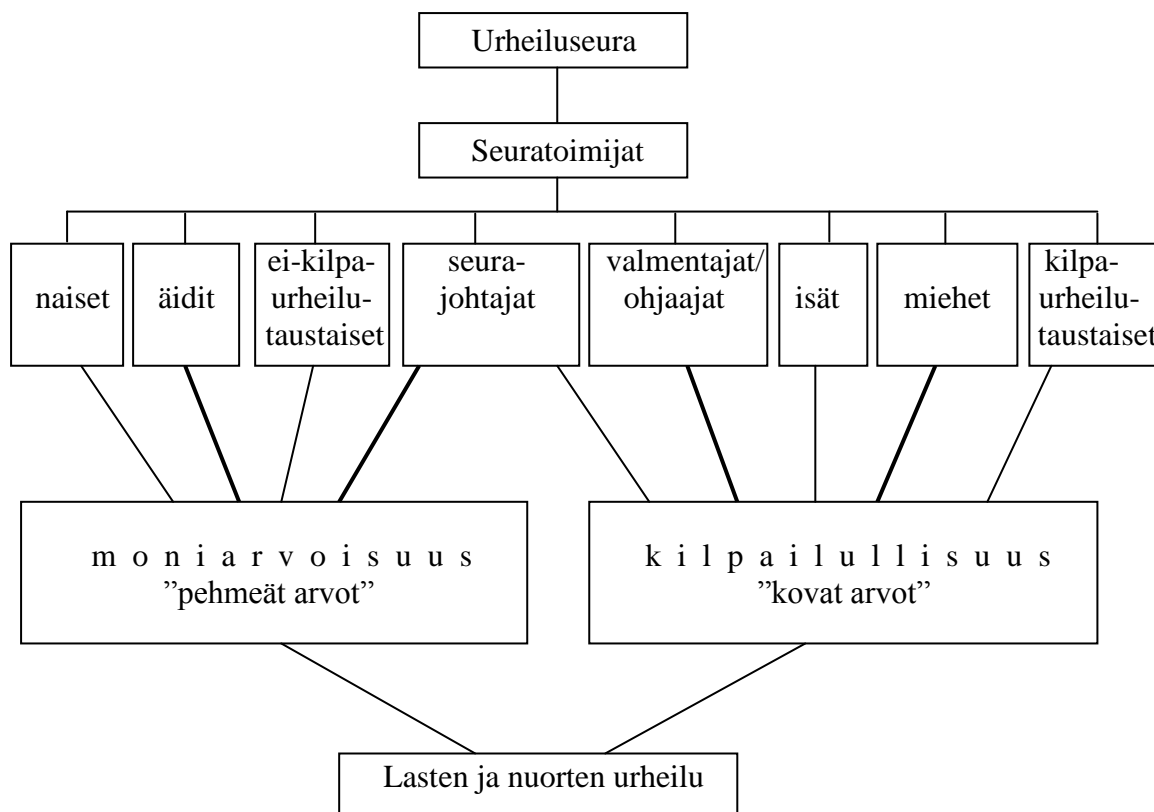 Urheiluseura
Seuratoimijat
naiset
äidit
ei-kilpa-
urheilu-
taustaiset
seura-
johtajat
valmentajat/
ohjaajat
isät
miehet
kilpa-
urheilu-
taustaiset
m o n i a r v o i s u u s
”pehmeät arvot”
k i l p a i l u l l i s u u s
”kovat arvot”
Lasten ja nuorten urheilu